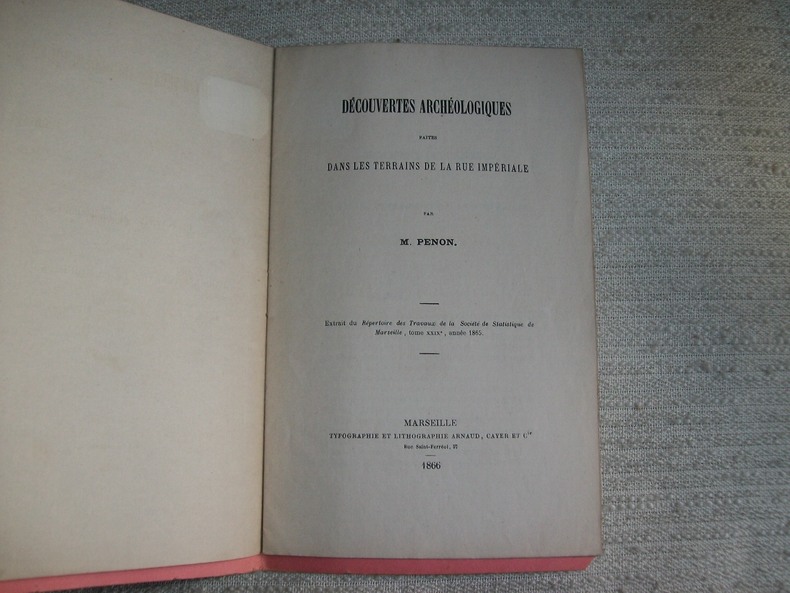 DÉCOUVERTES ARCHÉOLOGIQUES
FAITES
DANS LES TERRAINS DE LA RUE IMPÉRIALE
PAR
M. PENON.
Extrait du Répertoire des Travaux de la Société de Statistique de
Marseille, tome XXIXe, année 1865.
MARSEILLE
TYPOGRAPHIE ET LITHOGRAPHIE ARNAUD, CAYER ET Cie
Rue Saint-Ferréol, 57
1866